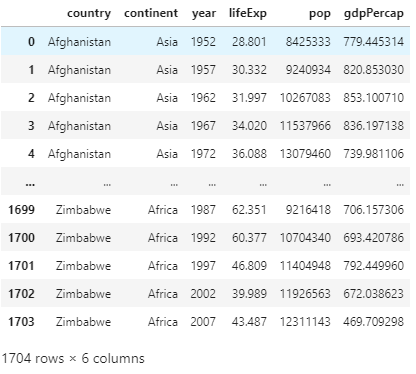 country continent year lifeExp pop gdpPercap
0 Afghanistan Asia 1952 28.801 8425333 779.445314
1 Afghanistan Asia 1957 30.332 9240934 820.853030
2 Afghanistan Asia 1962 31.997 10267083 853.100710
3 Afghanistan Asia 1967 34.020 11537966 836.197138
4 Afghanistan Asia 1972 36.088 13079460 739.981106
... ... ... ... ... ... ...
1699 Zimbabwe Africa 1987 62.351 9216418 706.157306
1700 Zimbabwe Africa 1992 60.377 10704340 693.420786
1701 Zimbabwe Africa 1997 46.809 11404948 792.449960
1702 Zimbabwe Africa 2002 39.989 11926563 672.038623
1703 Zimbabwe Africa 2007 43.487 12311143 469.709298
1704 rows × 6 columns